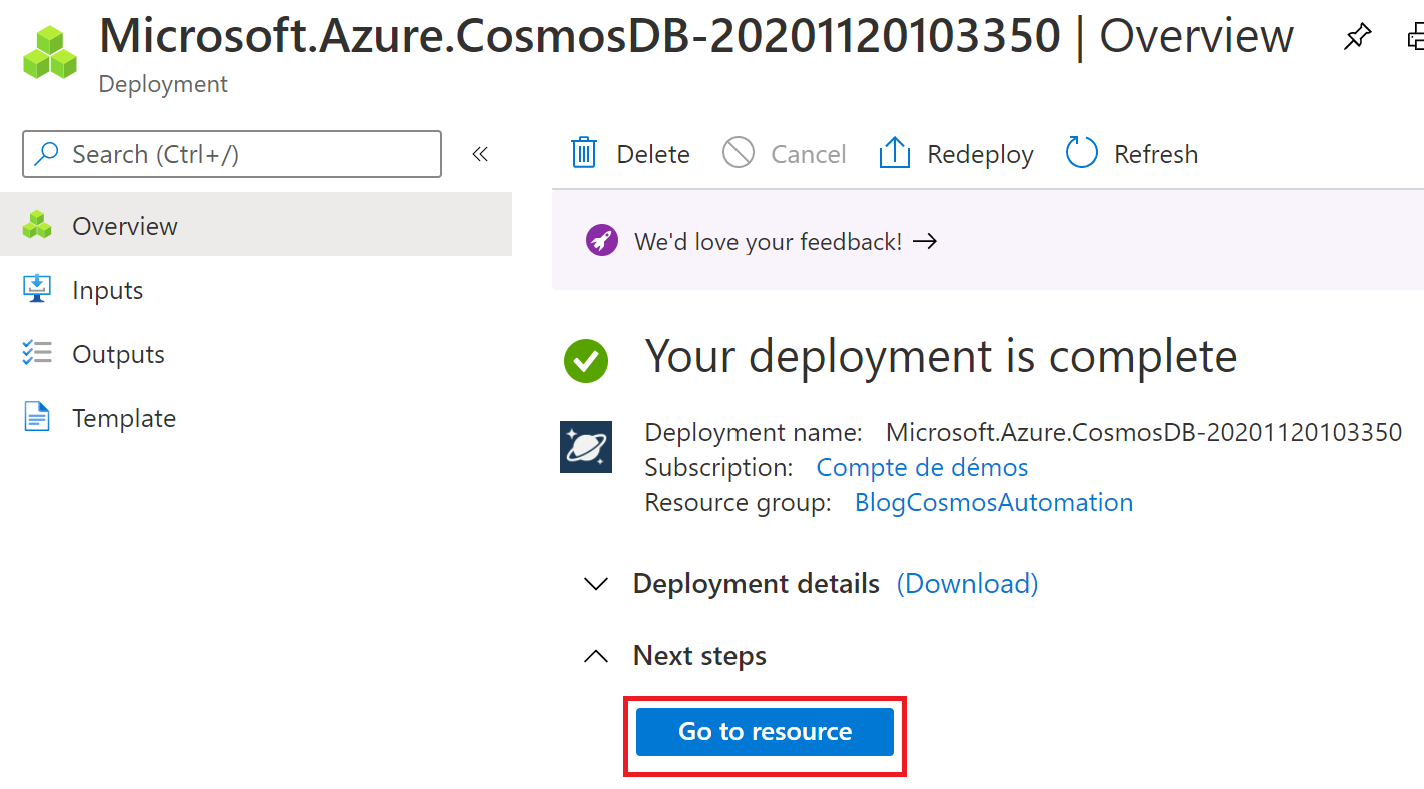 Microsoft.Azure.CosmosDB-20201120103350 | Overview
Deployment
Search (Ctrl+/)
Delete
Cancel
Redeploy
Refresh
Overview
Inputs
Outputs
Template
We'd love your feedback!
Your deployment is complete
Deployment name: Microsoft.Azure.CosmosDB-20201120103350
Subscription: Compte de démos
Resource group: BlogCosmosAutomation
Deployment details (Download)
Next steps
Go to resource